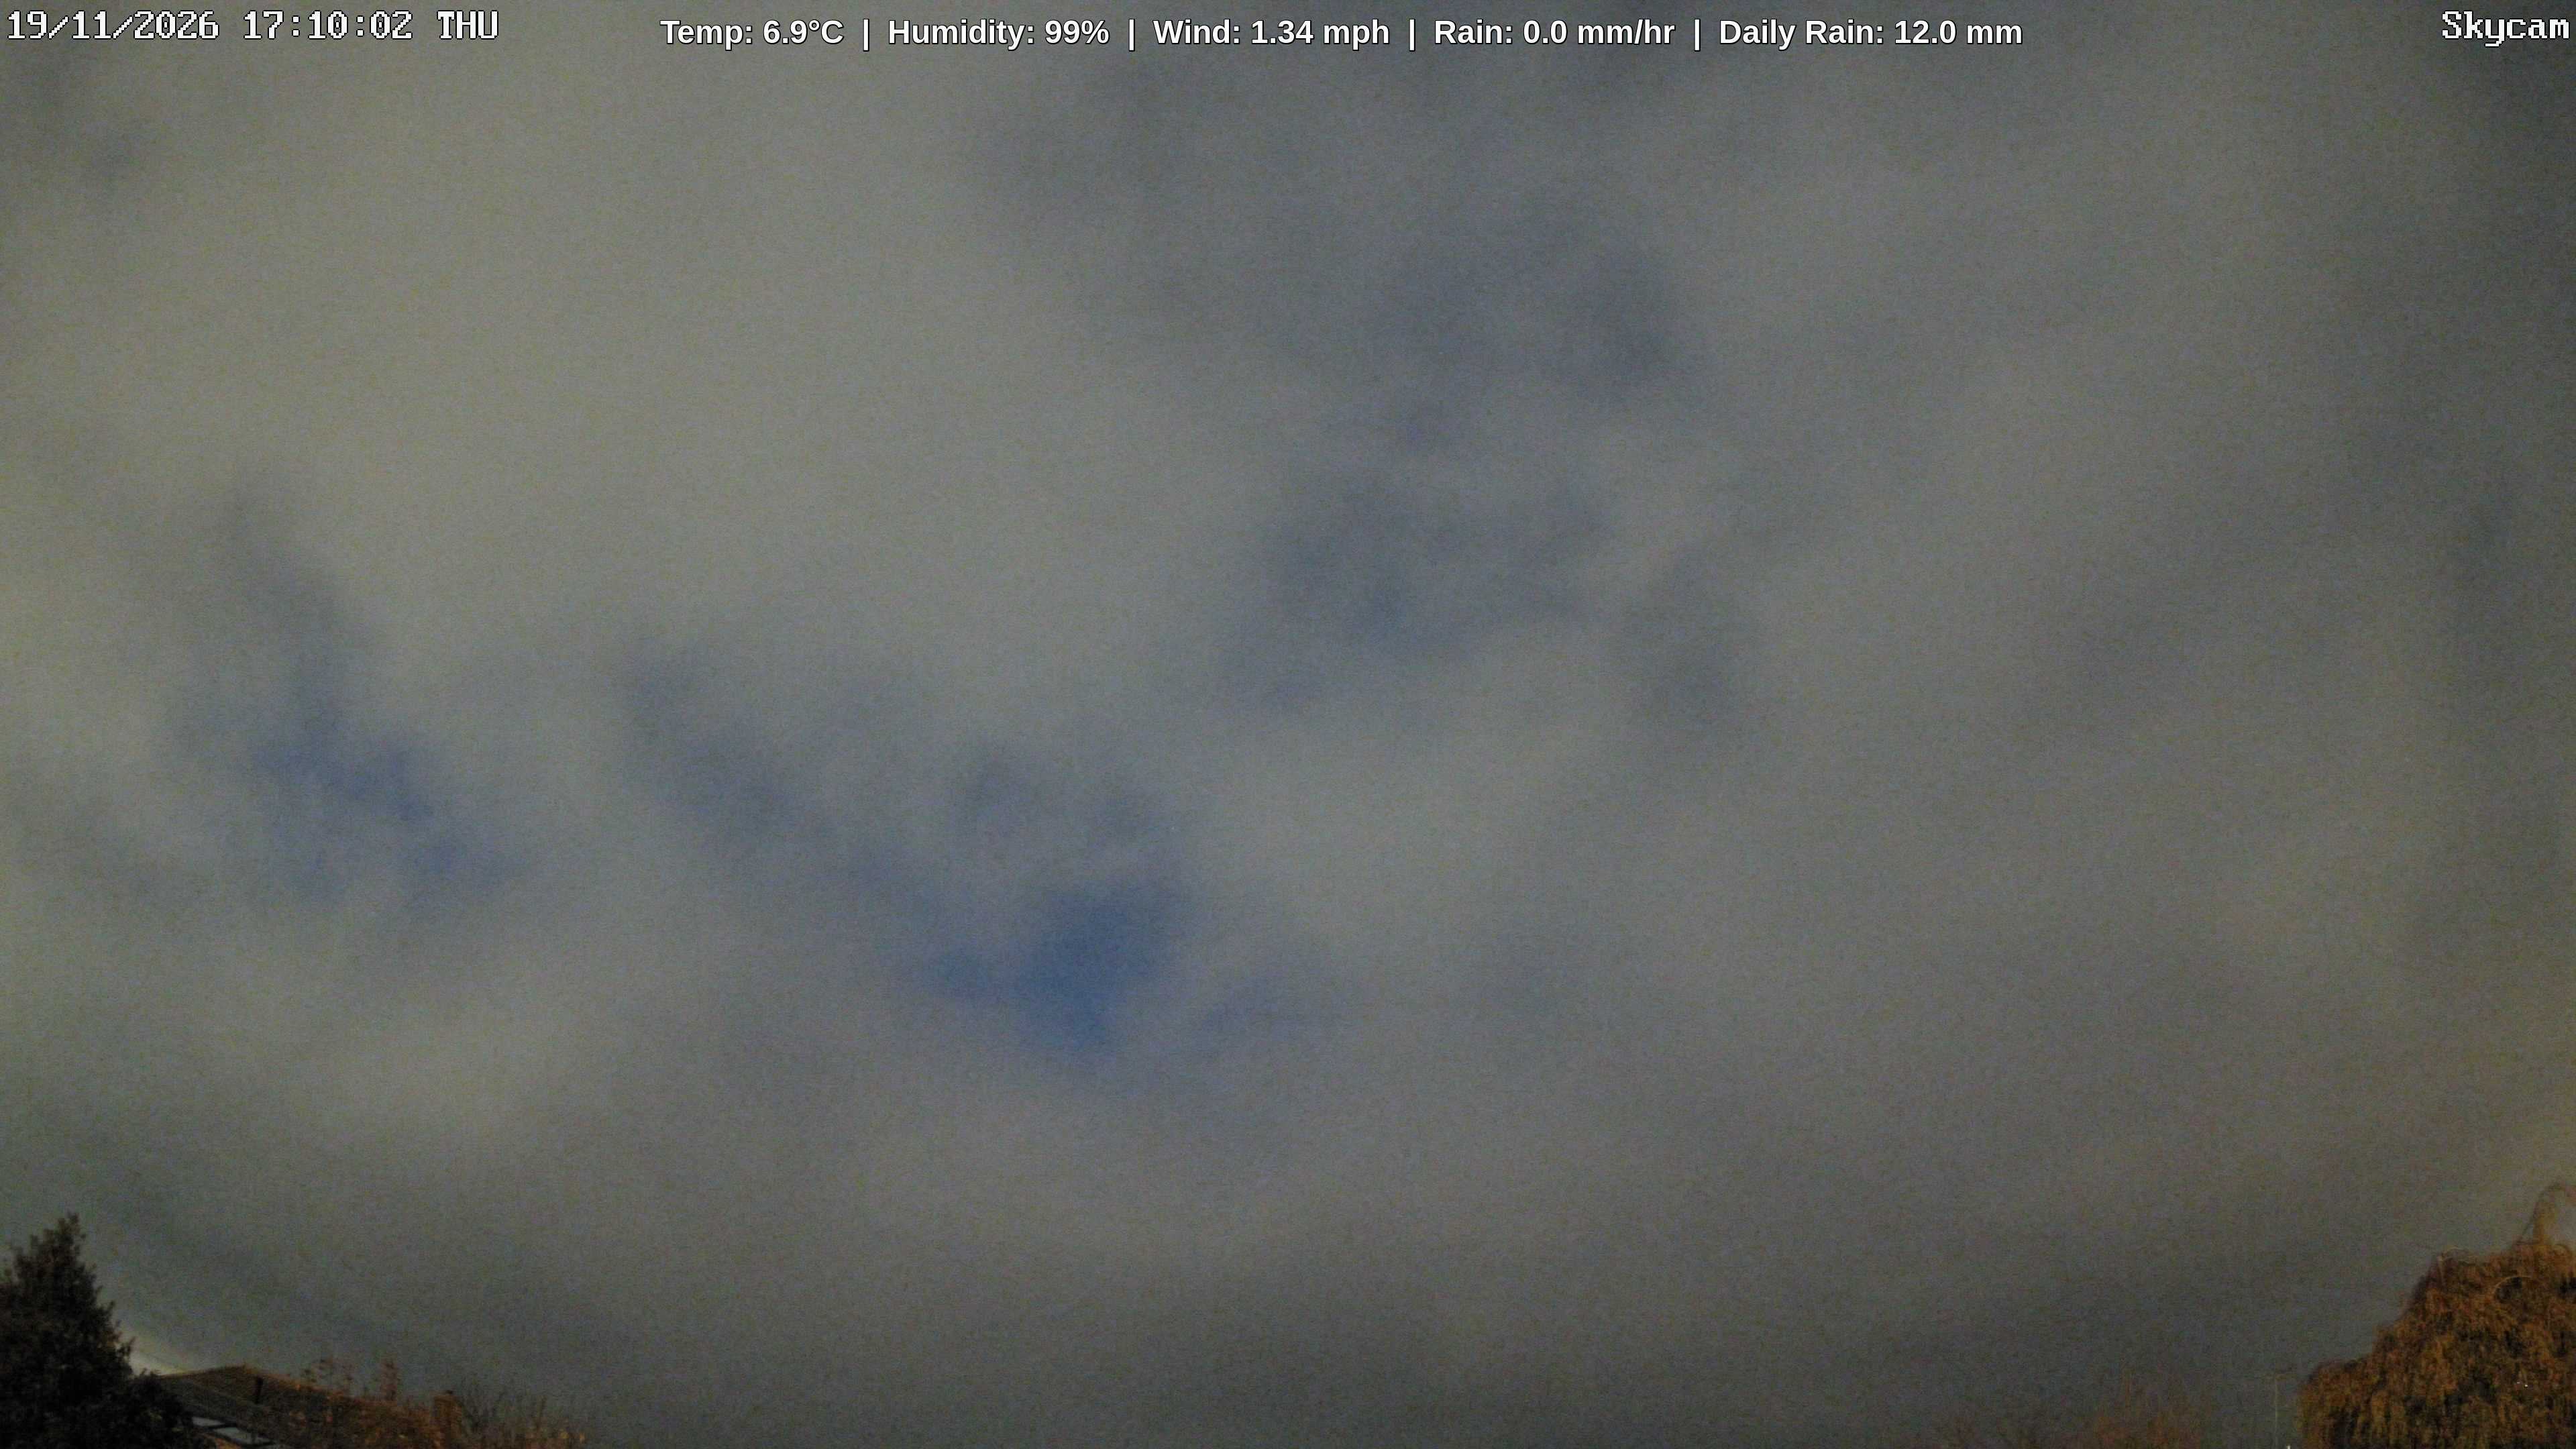 19/11/2026 17:10:02 THU
Temp: 6.9°C | Humidity: 99% | Wind: 1.34 mph | Rain: 0.0 mm/hr | Daily Rain: 12.0 mm
Skycam